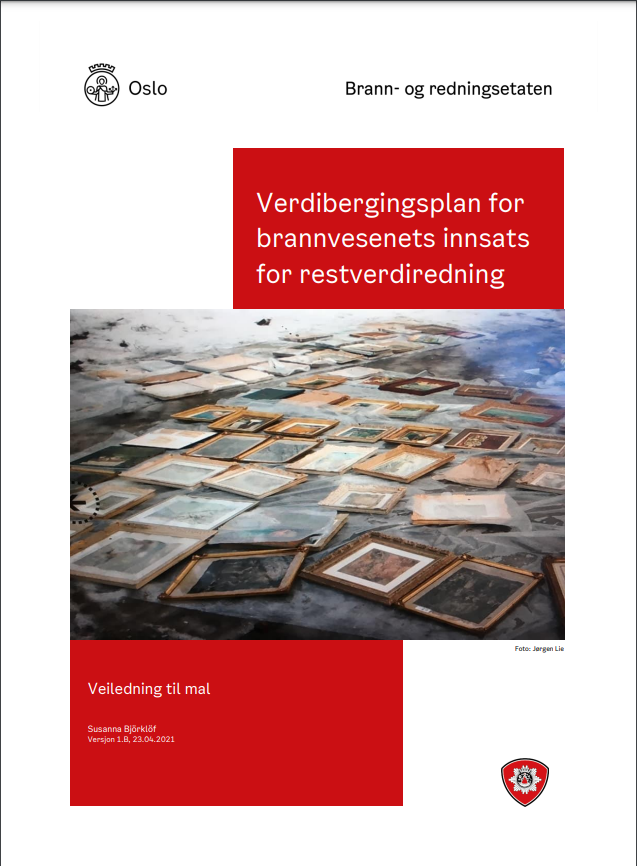 Oslo
Brann- og redningsetaten
Verdibergingsplan for
brannvesenets innsats
for restverdiredning
Foto: Jørgen Lie
Veiledning til mal
Susanna Björklöf
Versjon 1.B, 23.04.2021